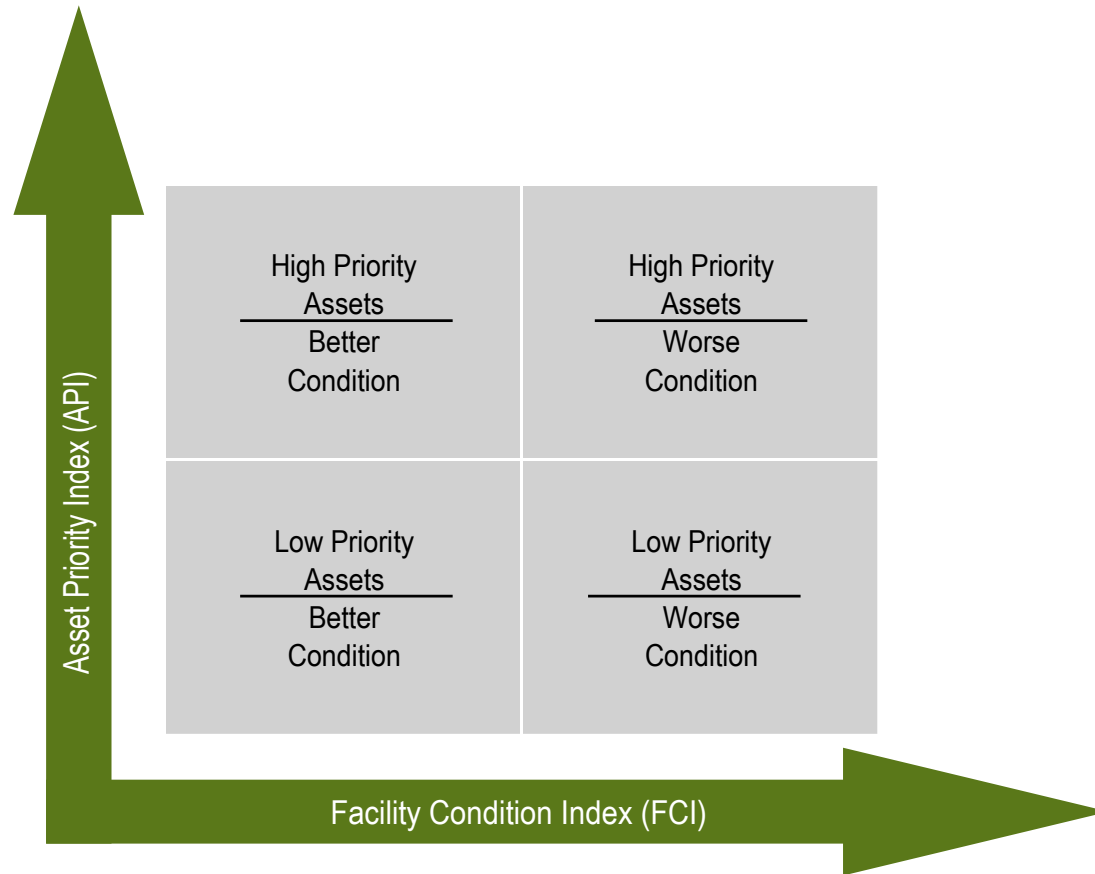 High Priority
Assets
Better
Condition
High Priority
Assets
Worse
Condition
Asset Priority Index (API)
Low Priority
Assets
Better
Condition
Low Priority
Assets
Worse
Condition
Facility Condition Index (FCI)